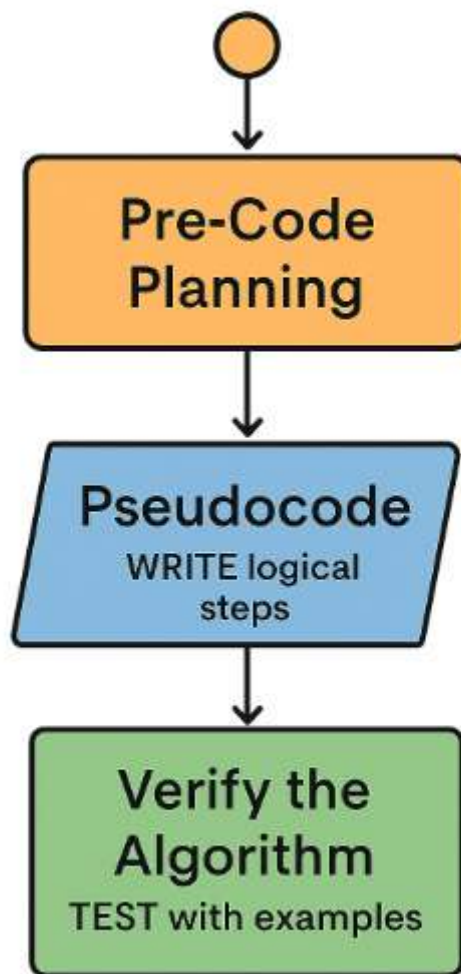 Pre-Code
Planning
Pseudocode
WRITE logical
steps
Verify the
Algorithm
TEST with examples